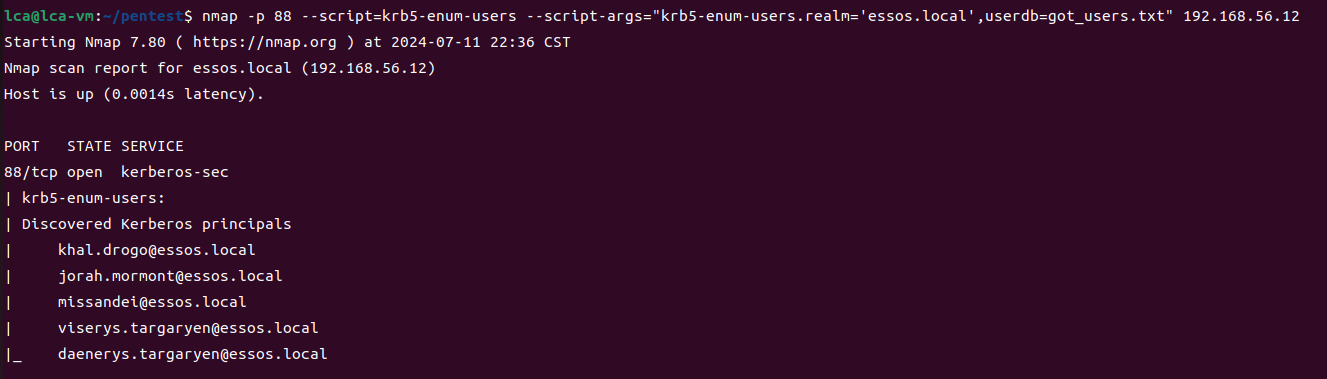 lca@lca-vm:~/pentest$ nmap -p 88 --script=krb5-enum-users --script-args="krb5-enum-users.realm='essos.local',userdb=got_users.txt" 192.168.56.12
Starting Nmap 7.80 ( https://nmap.org ) at 2024-07-11 22:36 CST
Nmap scan report for essos.local (192.168.56.12)
Host is up (0.0014s latency).
PORT   STATE SERVICE
88/tcp open  kerberos-sec
| krb5-enum-users:
| Discovered Kerberos principals
|     khal.drogo@essos.local
|     jorah.mormont@essos.local
|     missandei@essos.local
|     viserys.targaryen@essos.local
|_    daenerys.targaryen@essos.local